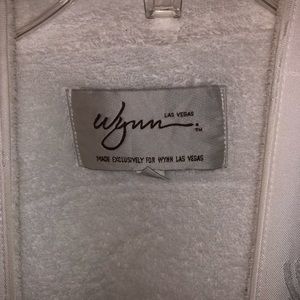 LAS VEGAS
Wynn.
TM
MADE EXCLUSIVELY FOR WYNN LAS VEGAS